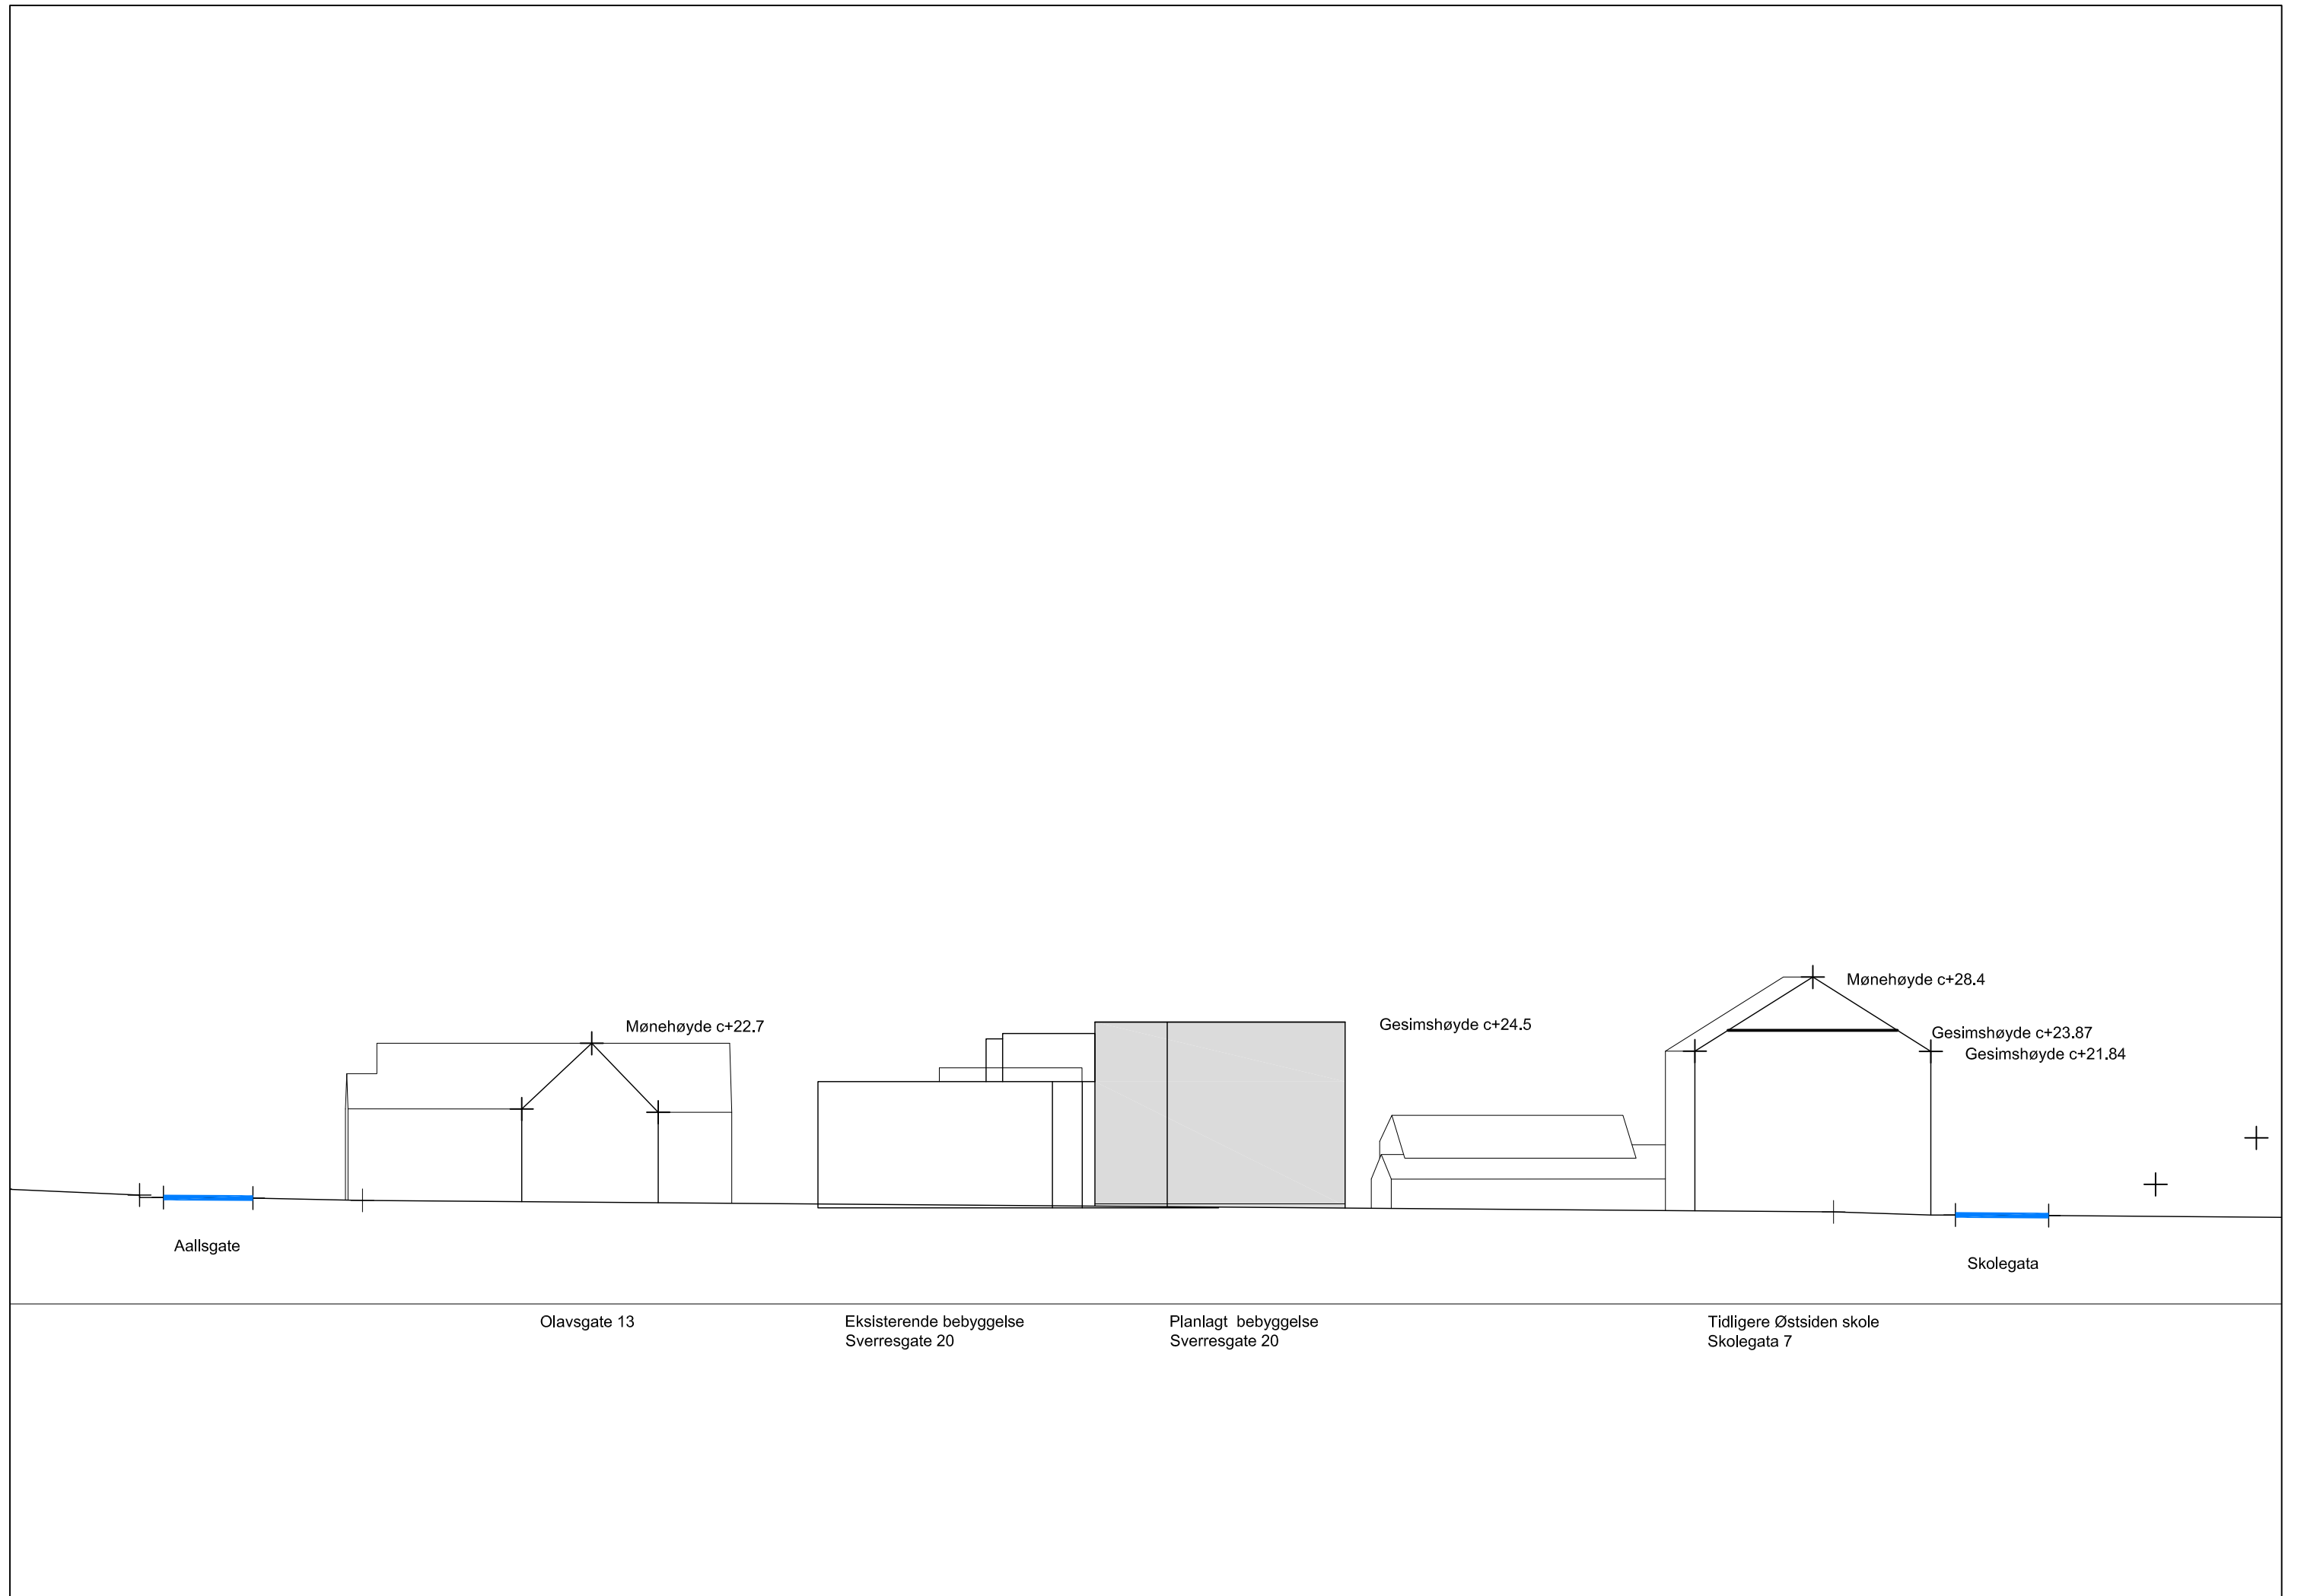 Mønehøyde c+28.4
Mønehøyde c+22.7
Gesimshøyde c+24.5
Gesimshøyde c+23.87
Gesimshøyde c+21.84
Aallsgate
Skolegata
Olavsgate 13
Eksisterende bebyggelse
Sverresgate 20
Planlagt  bebyggelse
Sverresgate 20
Tidligere Østsiden skole
Skolegata 7